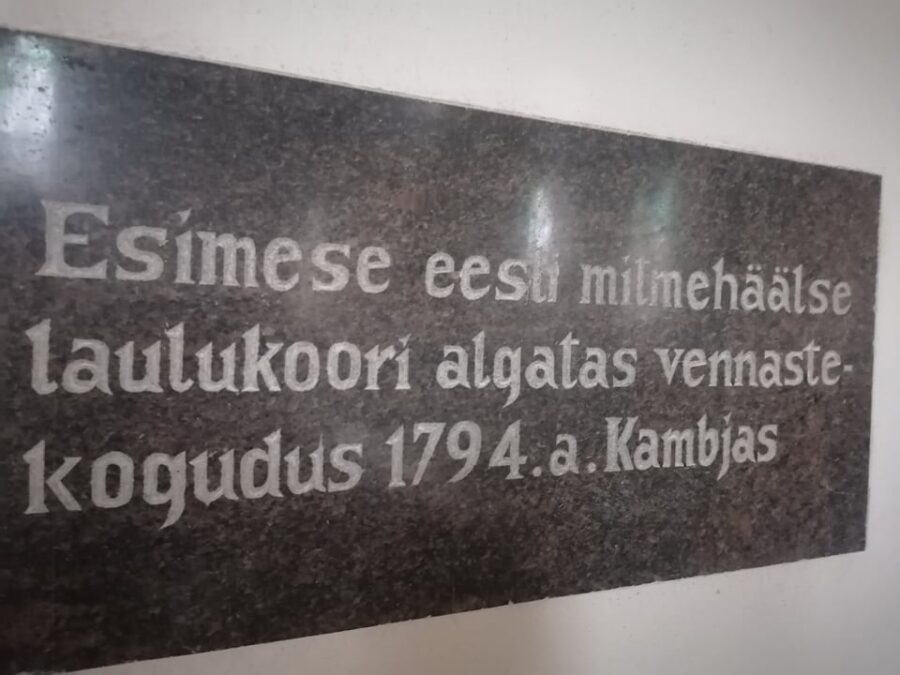 Esimese eesti mitmehäälse
laulukoori algatas vennaste-
kogudus 1794.a. Kambjas